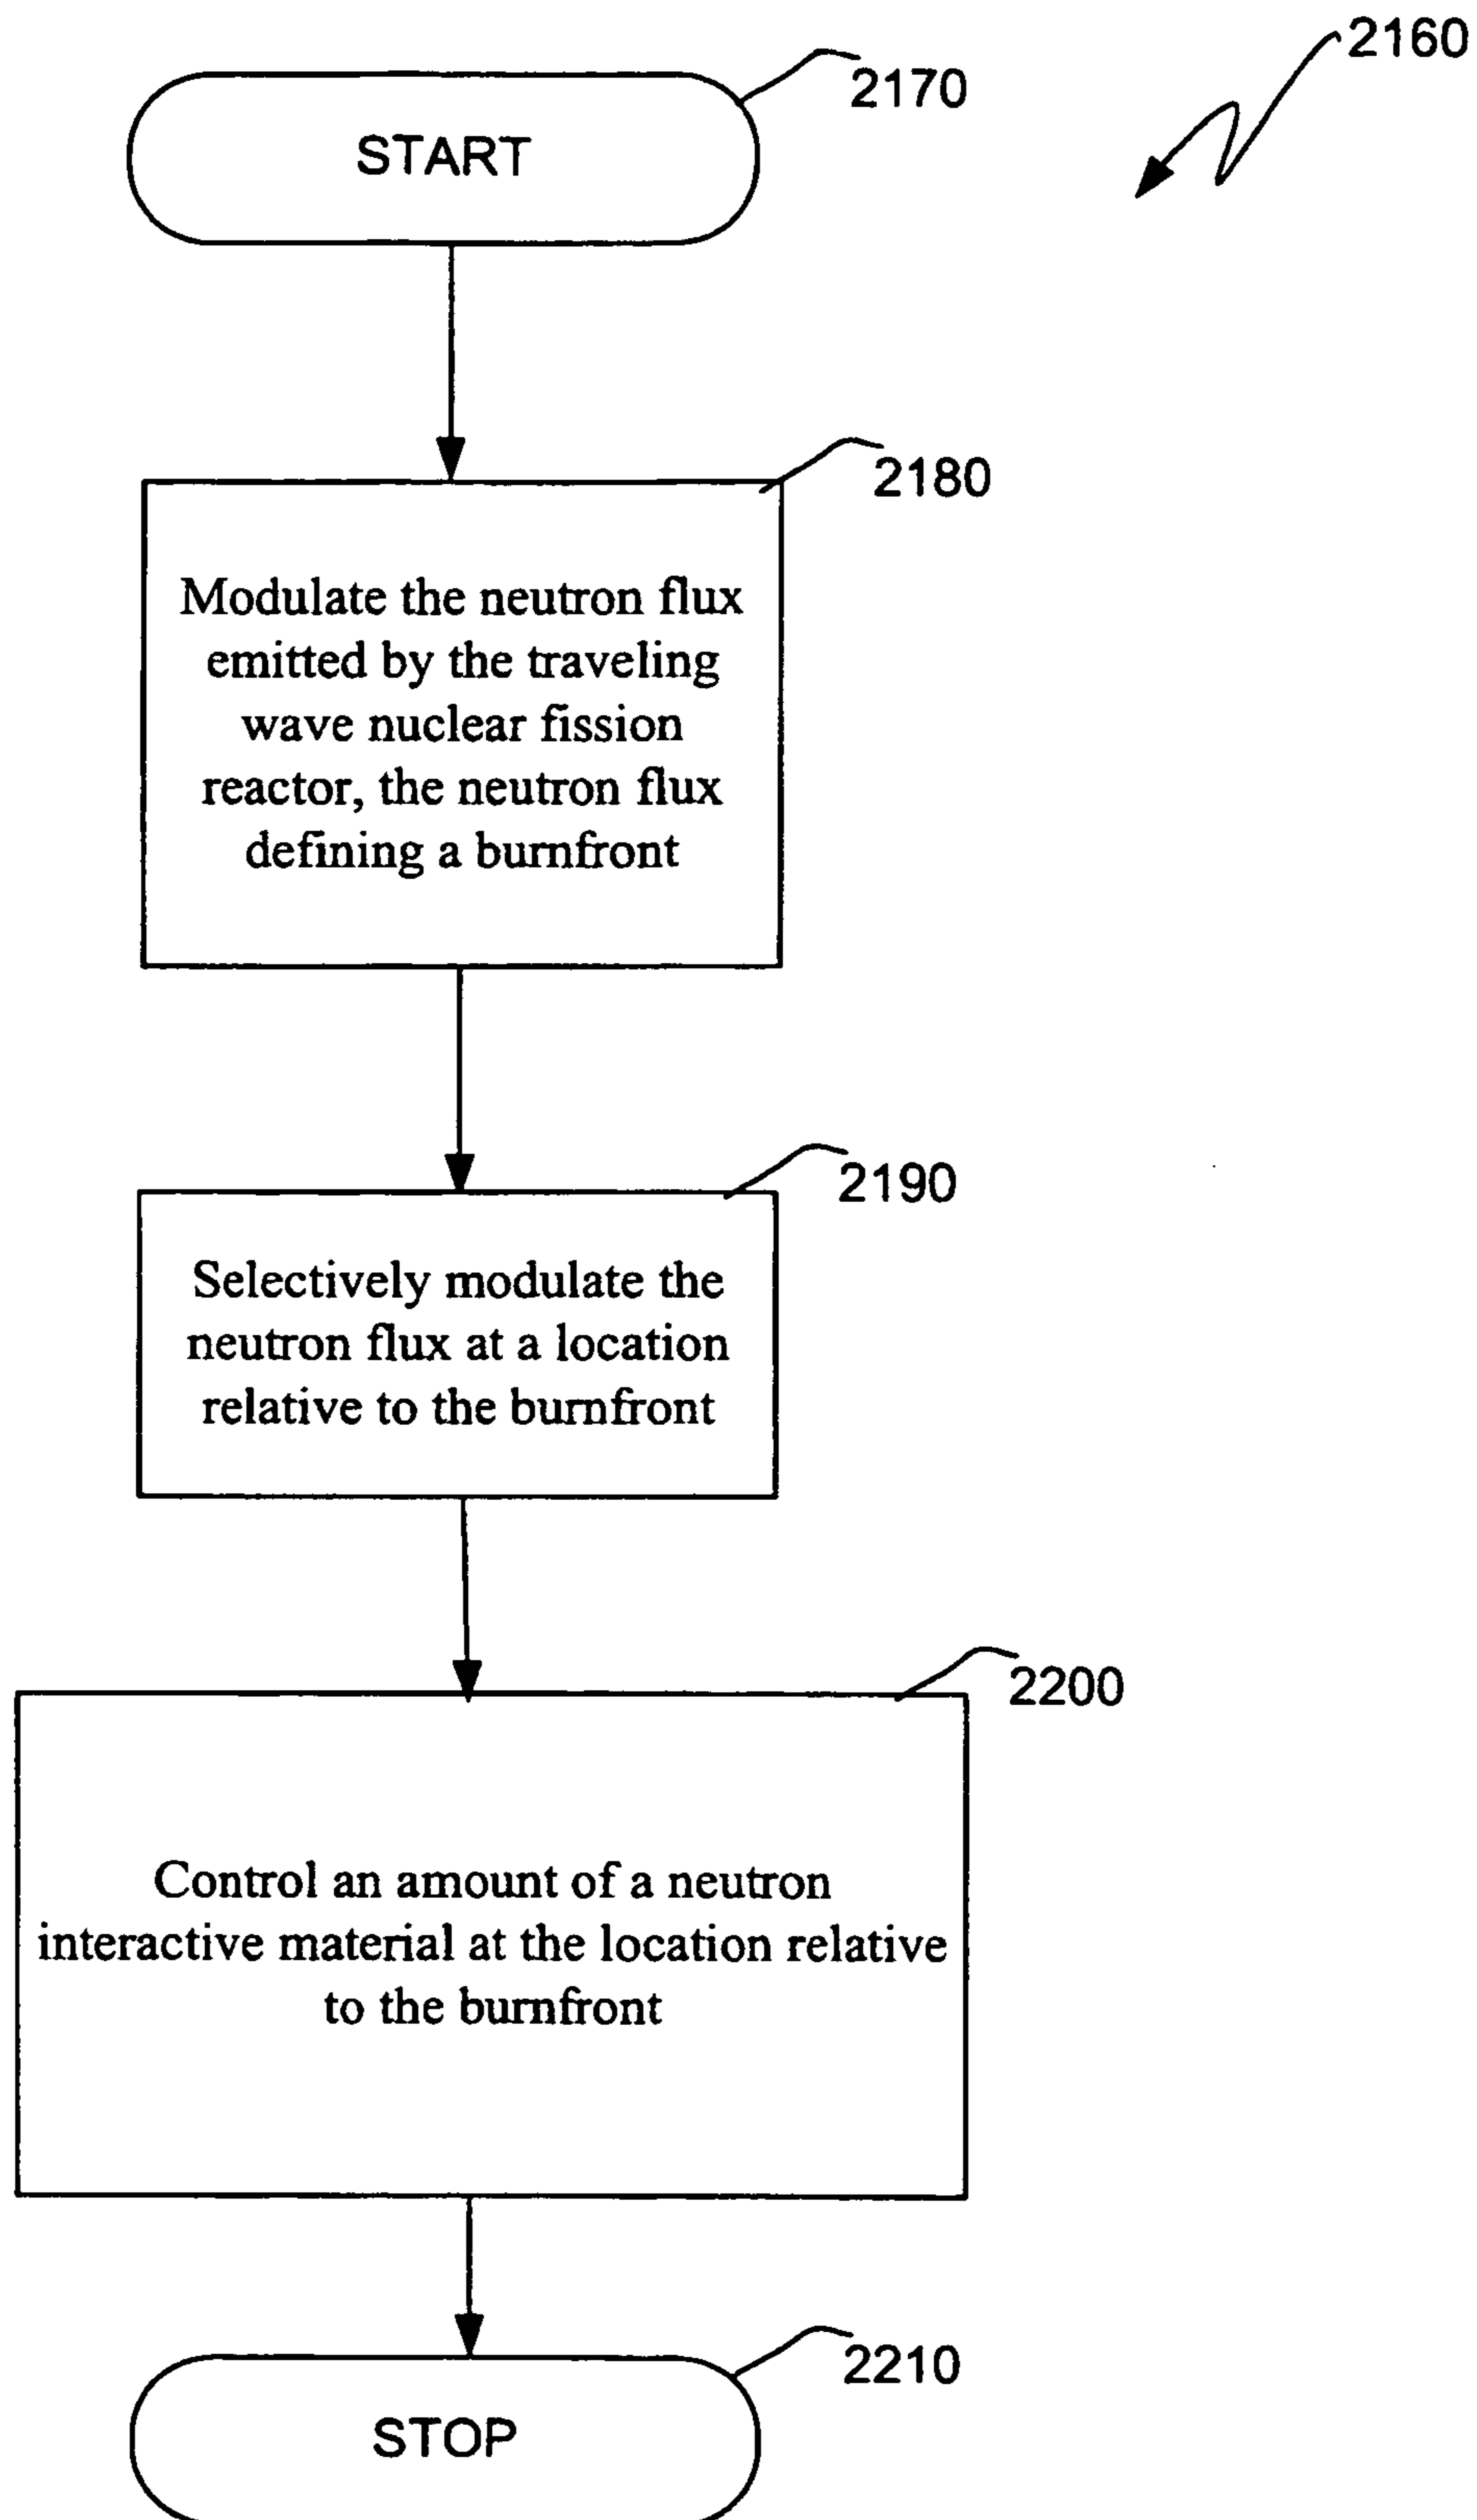 2160
2170
START
2180
Modulate the neutron flux
emitted by the traveling
wave nuclear fission
reactor, the neutron flux
defining a burnfront
2190
Selectively modulate the
neutron flux at a location
relative to the burnfront
2200
Control an amount of a neutron
interactive material at the location relative
to the burnfront
2210
STOP